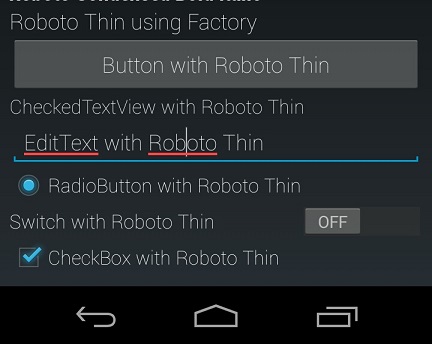 Roboto Thin using Factory
Button with Roboto Thin
CheckedTextView with Roboto Thin
EditText with Roboto Thin
RadioButton with Roboto Thin
Switch with Roboto Thin OFF
CheckBox with Roboto Thin